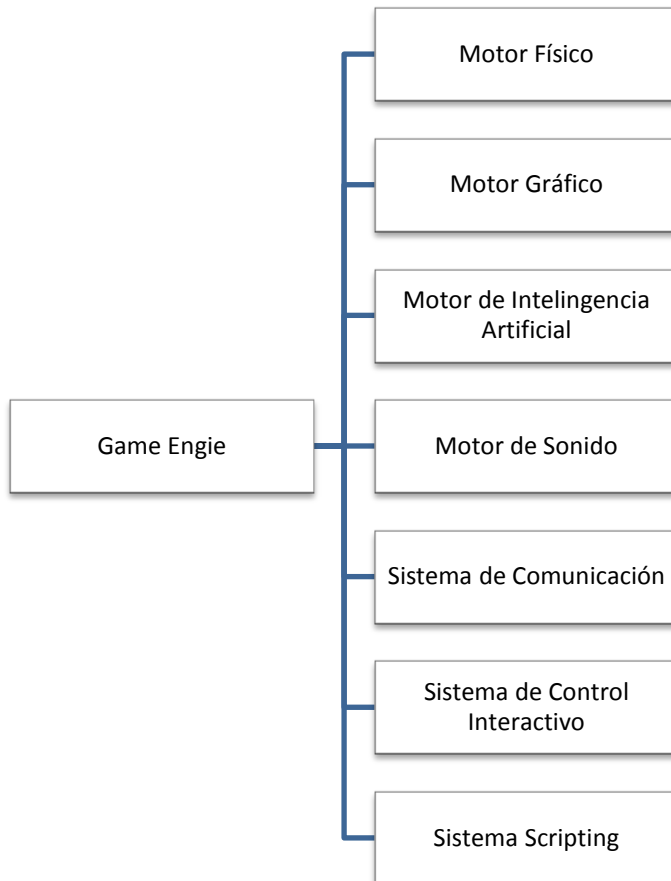 Motor Físico
Motor Gráfico
Motor de Intelingencia
Artificial
Game Engie
Motor de Sonido
Sistema de Comunicación
Sistema de Control
Interactivo
Sistema Scripting